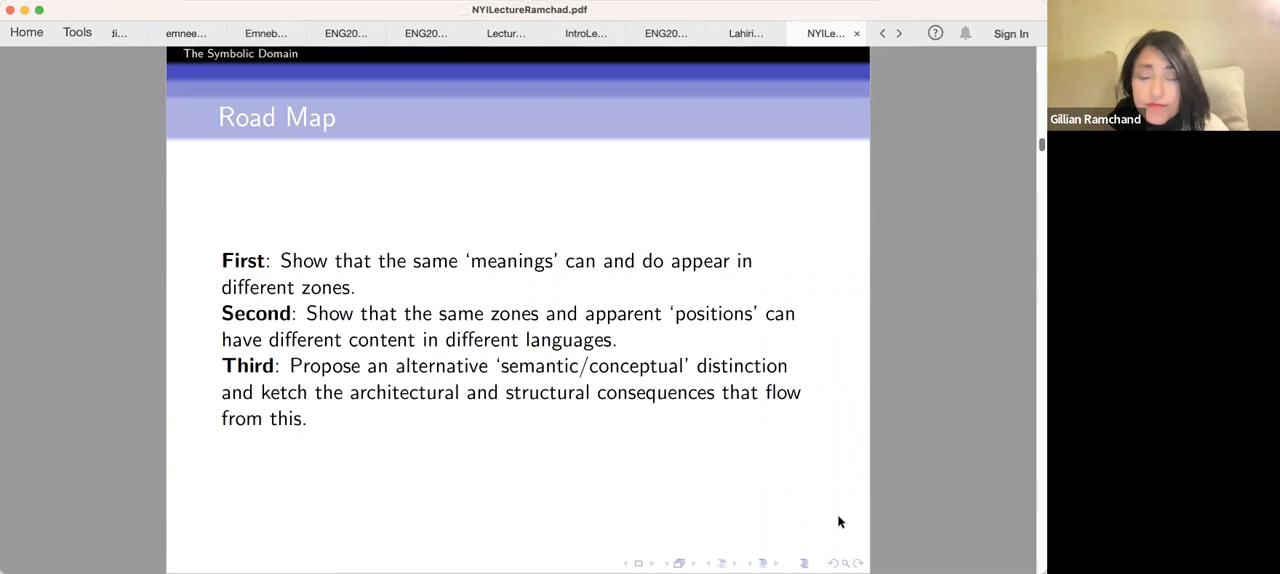 NYILectureRamchad.pdf
Home Tools di... emnee... Emneb... ENG20... ENG20... Lectur... IntroLe... ENG20... Lahiri... NYILe... × Sign In
The Symbolic Domain
Road Map
Gillian Ramchand
First: Show that the same ‘meanings’ can and do appear in
different zones.
Second: Show that the same zones and apparent ‘positions’ can
have different content in different languages.
Third: Propose an alternative ‘semantic/conceptual’ distinction
and ketch the architectural and structural consequences that flow
from this.